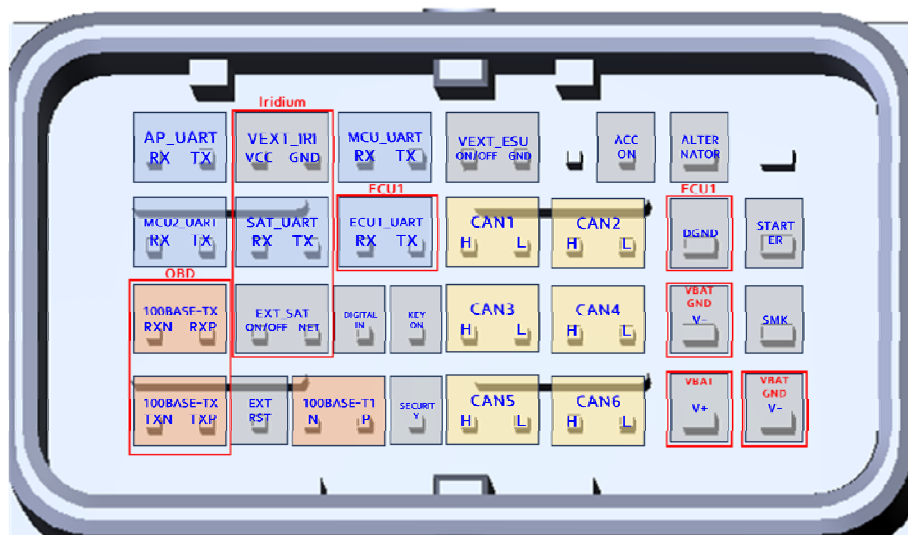 Iridium
AP_UART
RX TX
VEXT_IRI
VCC GND
MCU_UART
RX TX
VEXT_ESU
ON/OFF GND
ACC
ON
ALTER
NATOR
ECU1
ECU1
MCU2_UART
RX TX
SAT_UART
RX TX
ECU1_UART
RX TX
CAN1
H L
CAN2
H L
DGND
START
ER
OBD
100BASE-TX
RXN RXP
EXT_SAT
ON/OFF NET
DIGITAL
IN
KEY
ON
CAN3
H L
CAN4
H L
VBAT
GND
V-
SMK
100BASE-TX
TXN TXP
EXT
RST
100BASE-T1
N P
SECURIT
Y
CAN5
H L
CAN6
H L
VBAT
V+
VBAT
GND
V-